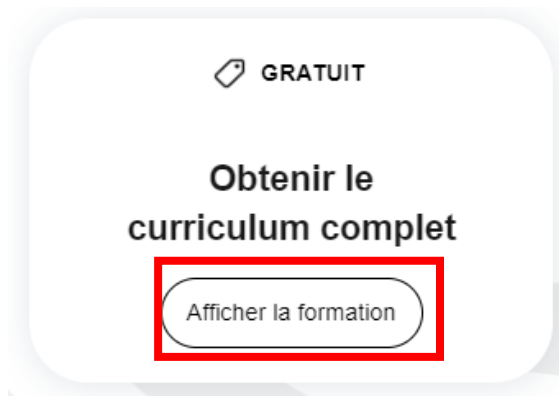 GRATUIT
Obtenir le
curriculum complet
Afficher la formation